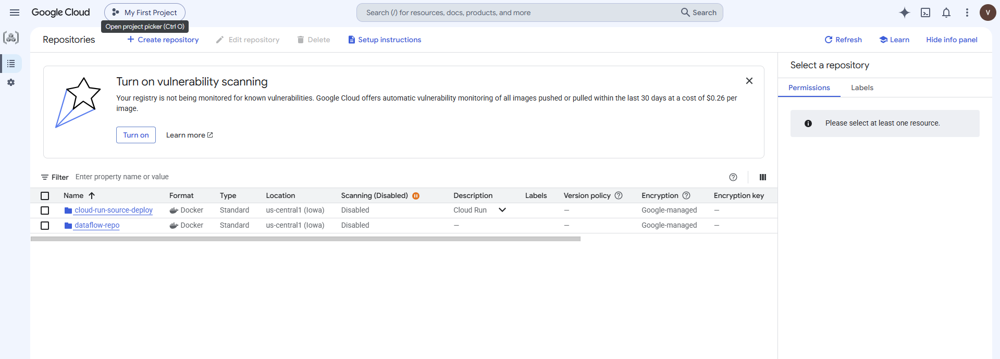 Google Cloud
My First Project
Search (/) for resources, docs, products, and more
Search
V
Open project picker (Ctrl O)
Repositories
Create repository
Edit repository
Delete
Setup instructions
Refresh
Learn
Hide info panel
Turn on vulnerability scanning
Your registry is not being monitored for known vulnerabilities. Google Cloud offers automatic vulnerability monitoring of all images pushed or pulled within the last 30 days at a cost of $0.26 per
image.
Turn on
Learn more
Select a repository
Permissions
Labels
Please select at least one resource.
Filter
Enter property name or value
Name Format Type Location Scanning (Disabled) Description Labels Version policy Encryption Encryption key
cloud-run-source-deploy Docker Standard us-central1 (Iowa) Disabled Cloud Run — Google-managed —
dataflow-repo Docker Standard us-central1 (Iowa) Disabled — — Google-managed —